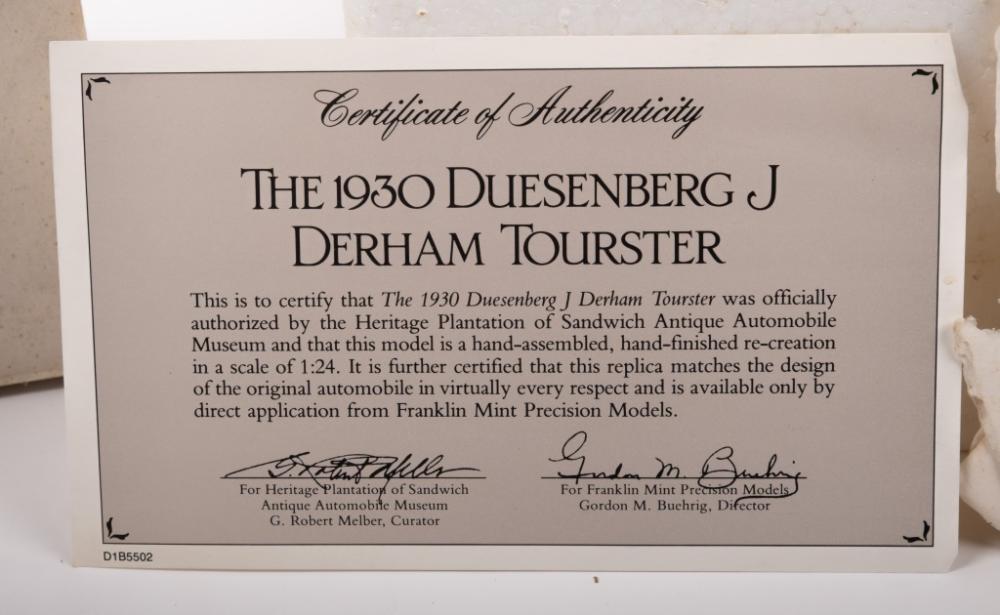 Certificate of Authenticity
THE 1930 DUESENBERG J
DERHAM TOURSTER
This is to certify that The 1930 Duesenberg J Derham Tourster was officially
authorized by the Heritage Plantation of Sandwich Antique Automobile
Museum and that this model is a hand-assembled, hand-finished re-creation
in a scale of 1:24. It is further certified that this replica matches the design
of the original automobile in virtually every respect and is available only by
direct application from Franklin Mint Precision Models.
G. Robert Melber
For Heritage Plantation of Sandwich
Antique Automobile Museum
G. Robert Melber, Curator
Gordon M. Buehrig
For Franklin Mint Precision Models
Gordon M. Buehrig, Director
D1B5502